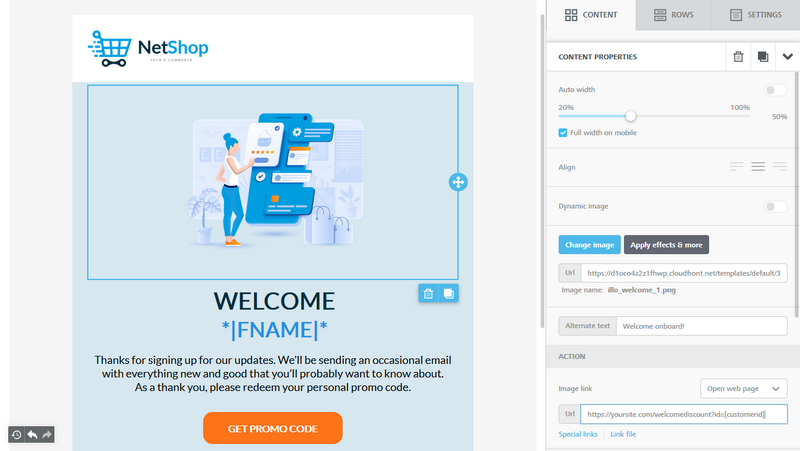 NetShop
YOUR E-COMMERCE
WELCOME
*|FNAME|*
Thanks for signing up for our updates. We'll be sending an occasional email
with everything new and good that you'll probably want to know about.
As a thank you, please redeem your personal promo code.
GET PROMO CODE
CONTENT
ROWS
SETTINGS
CONTENT PROPERTIES
Auto width
20%
100%
50%
Full width on mobile
Align
Dynamic image
Change image
Apply effects & more
Url
https://d1oco4z2z1fhwp.cloudfront.net/templates/default/3
Image name: illo_welcome_1.png
Alternate text
Welcome onboard!
ACTION
Image link
Open web page
Url
https://yoursite.com/welcomediscount?id=[customerid]
Special links
Link file